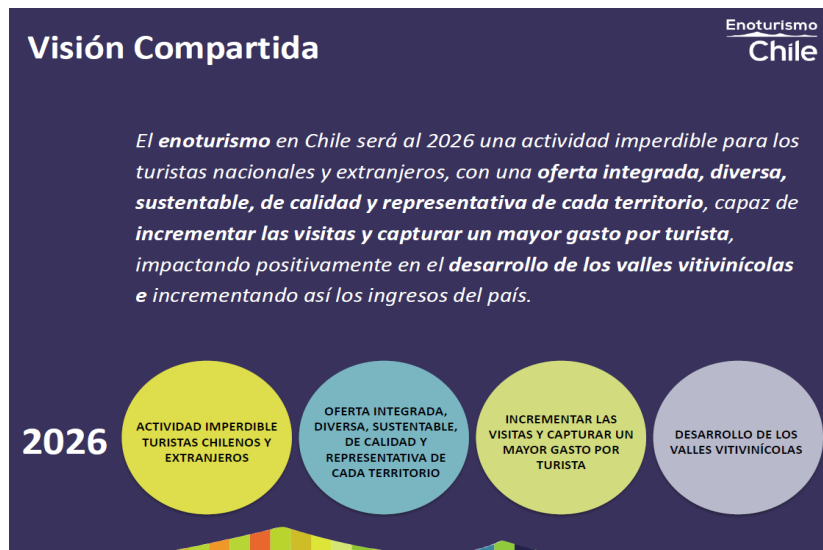 Visión Compartida
Enoturismo
Chile
El enoturismo en Chile será al 2026 una actividad imperdible para los
turistas nacionales y extranjeros, con una oferta integrada, diversa,
sustentable, de calidad y representativa de cada territorio, capaz de
incrementar las visitas y capturar un mayor gasto por turista,
impactando positivamente en el desarrollo de los valles vitivinícolas
e incrementando así los ingresos del país.
2026
ACTIVIDAD IMPERDIBLE
TURISTAS CHILENOS Y
EXTRANJEROS
OFERTA INTEGRADA,
DIVERSA, SUSTENTABLE,
DE CALIDAD Y
REPRESENTATIVA DE
CADA TERRITORIO
INCREMENTAR LAS
VISITAS Y CAPTURAR UN
MAYOR GASTO POR
TURISTA
DESARROLLO DE LOS
VALLES VITIVINÍCOLAS